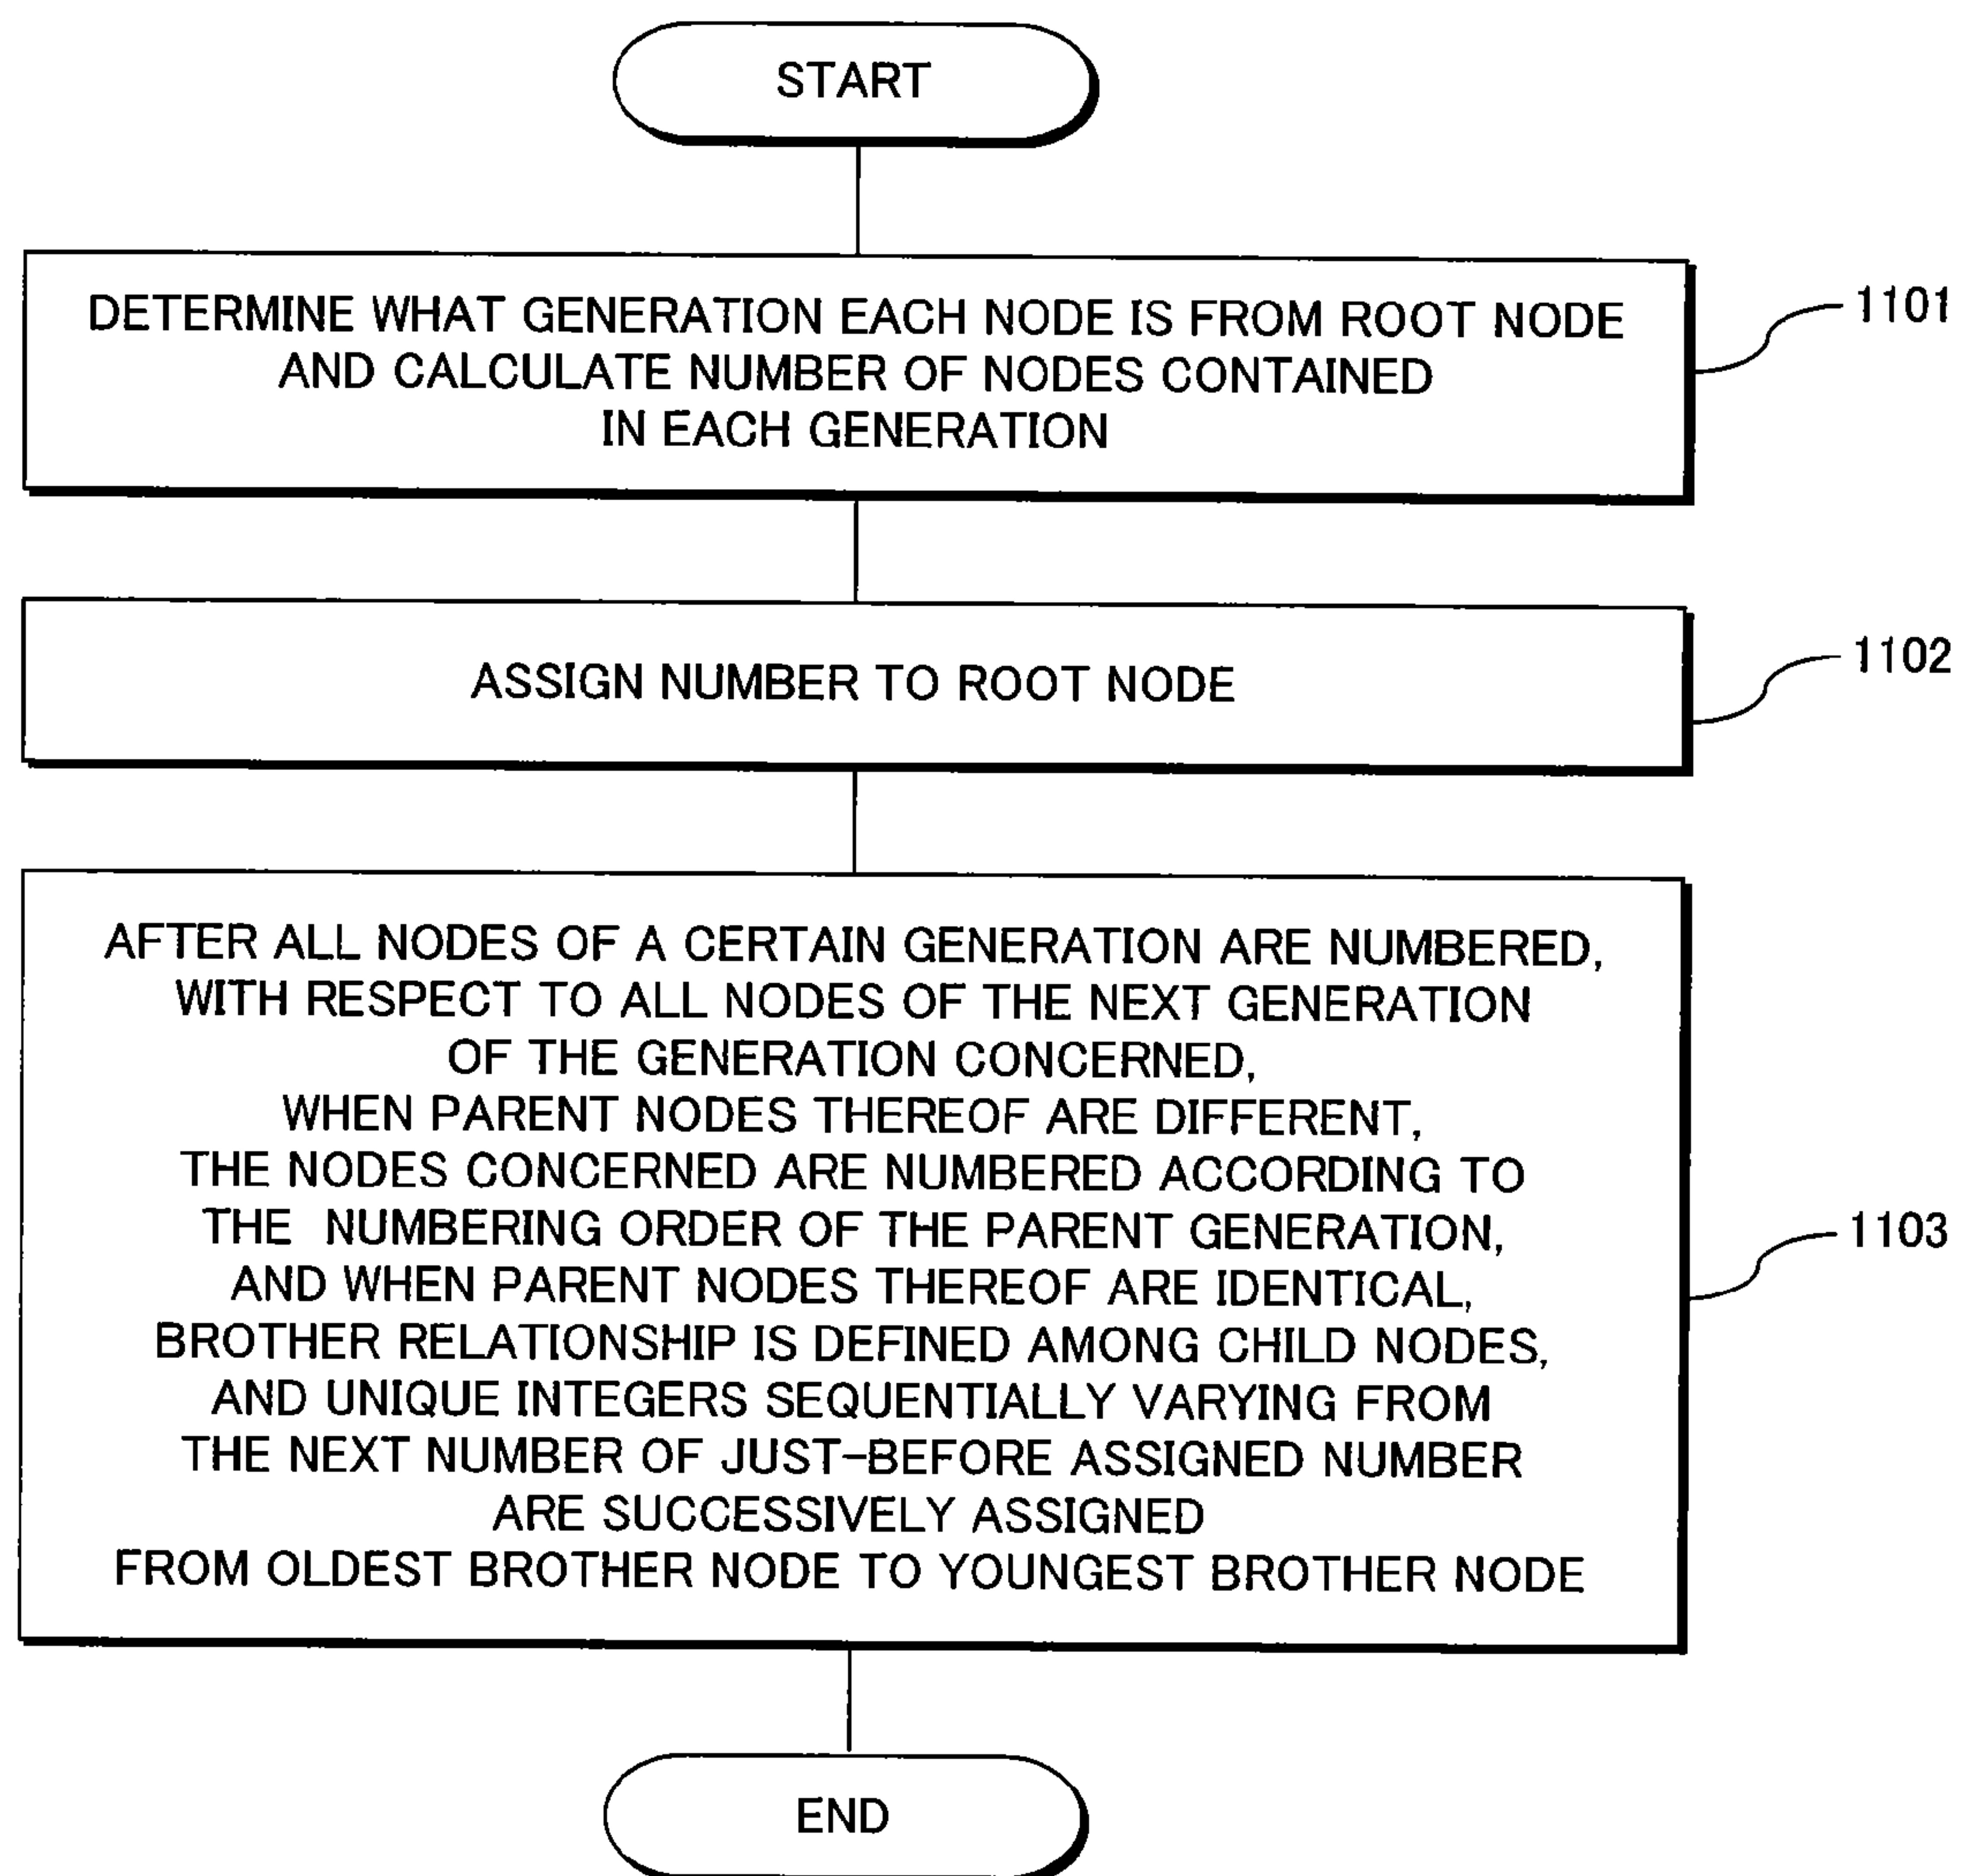 START
DETERMINE WHAT GENERATION EACH NODE IS FROM ROOT NODE
AND CALCULATE NUMBER OF NODES CONTAINED
IN EACH GENERATION
1101
ASSIGN NUMBER TO ROOT NODE
1102
AFTER ALL NODES OF A CERTAIN GENERATION ARE NUMBERED,
WITH RESPECT TO ALL NODES OF THE NEXT GENERATION
OF THE GENERATION CONCERNED,
WHEN PARENT NODES THEREOF ARE DIFFERENT,
THE NODES CONCERNED ARE NUMBERED ACCORDING TO
THE NUMBERING ORDER OF THE PARENT GENERATION,
AND WHEN PARENT NODES THEREOF ARE IDENTICAL,
BROTHER RELATIONSHIP IS DEFINED AMONG CHILD NODES,
AND UNIQUE INTEGERS SEQUENTIALLY VARYING FROM
THE NEXT NUMBER OF JUST-BEFORE ASSIGNED NUMBER
ARE SUCCESSIVELY ASSIGNED
FROM OLDEST BROTHER NODE TO YOUNGEST BROTHER NODE
1103
END